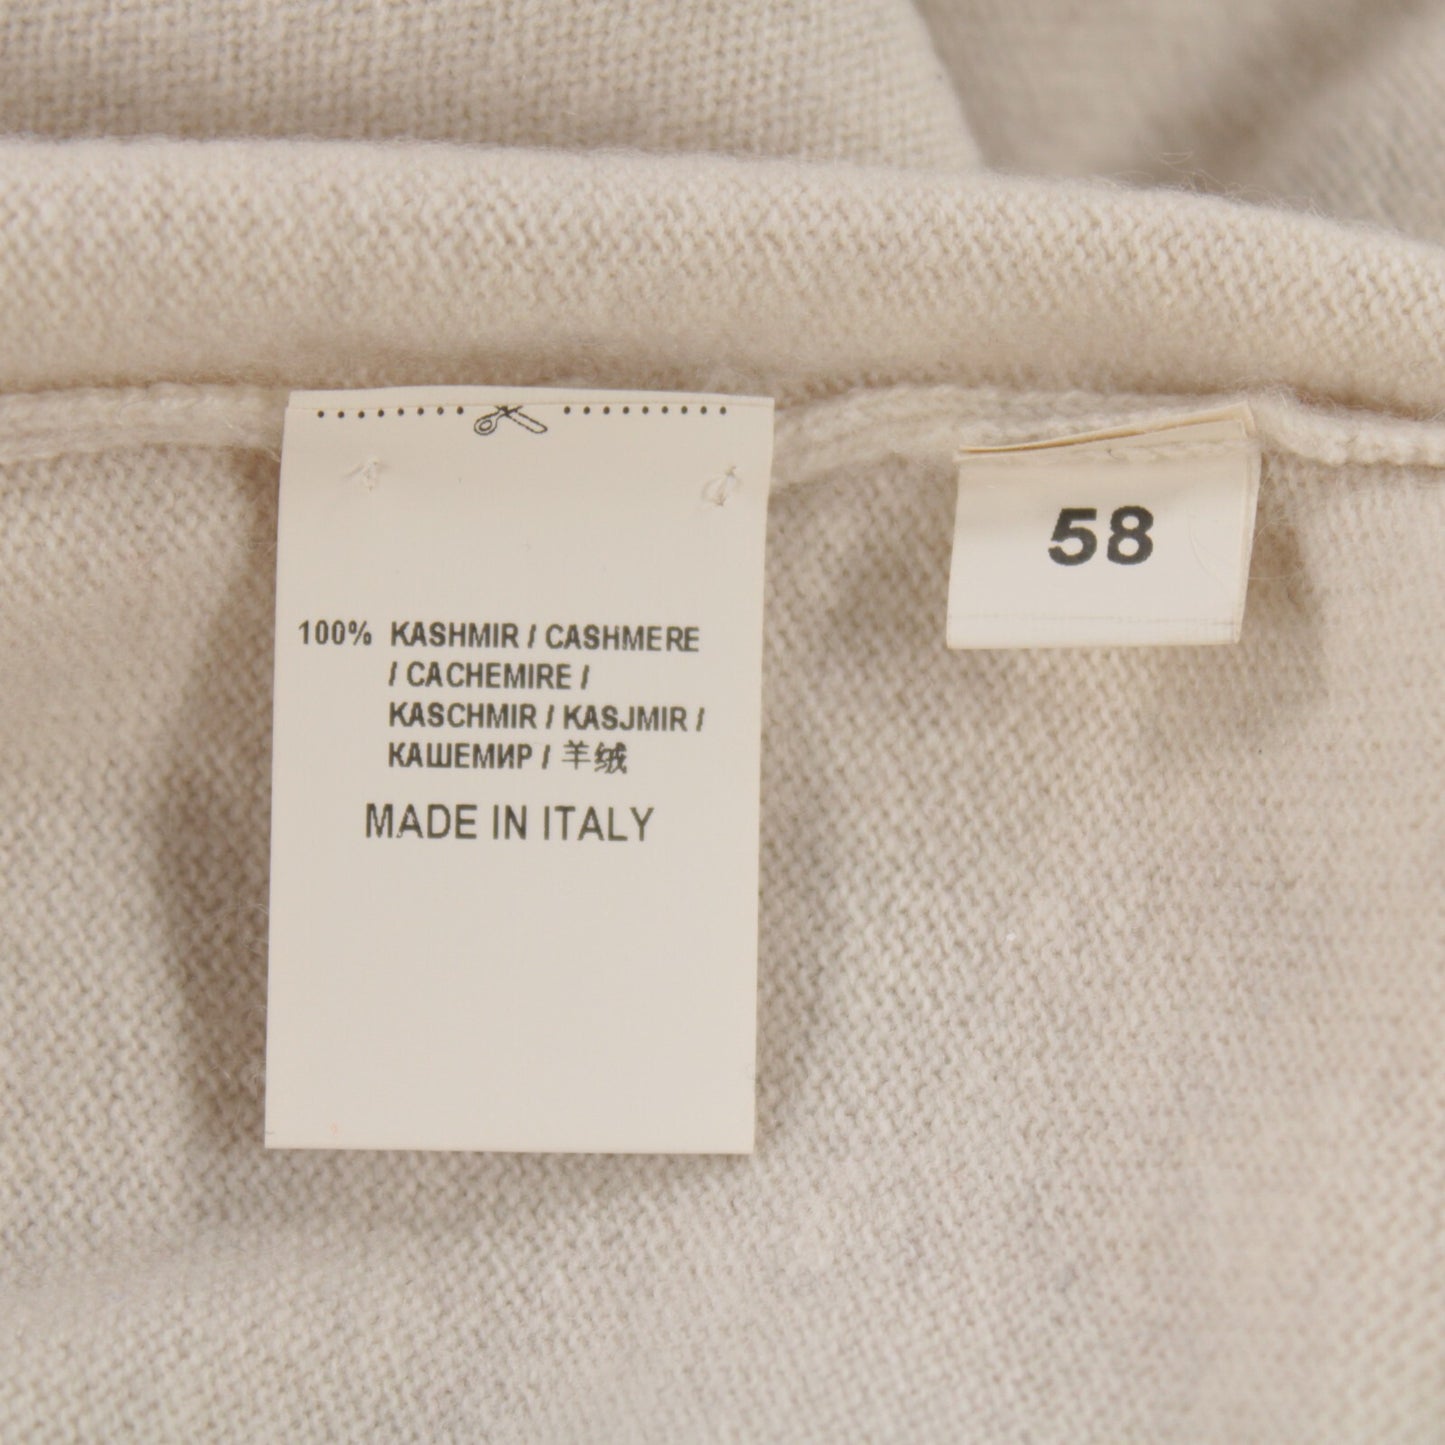 100% KASHMIR / CASHMERE
/ CACHEMIRE /
KASCHMIR / KASJMIR /
КАШЕМИР / 羊绒
MADE IN ITALY
58